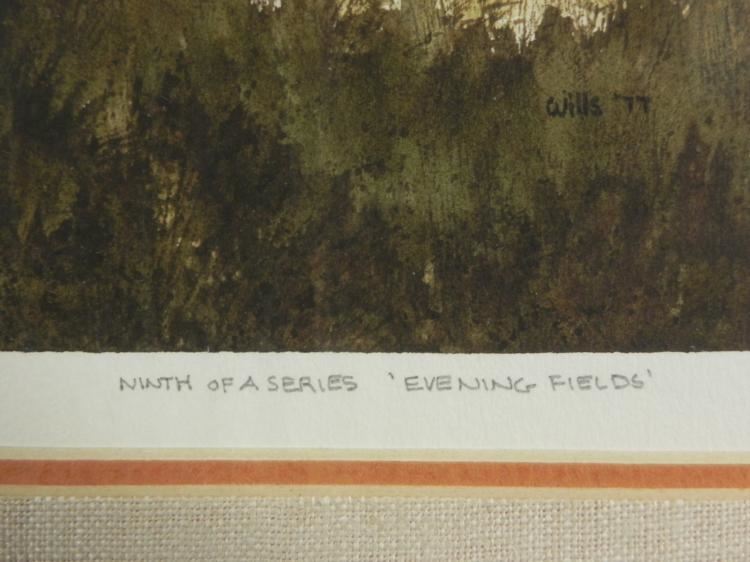 Wills '77
NINTH OF A SERIES 'EVENING FIELDS'